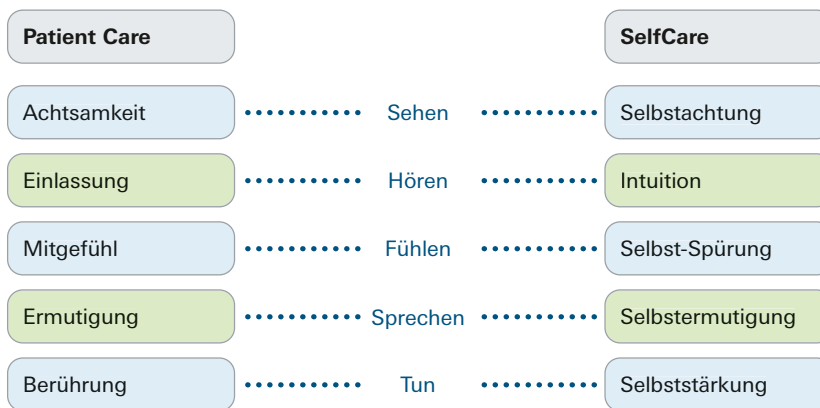 Patient Care SelfCare
Achtsamkeit Sehen Selbstachtung
Einlassung Hören Intuition
Mitgefühl Fühlen Selbst-Spürung
Ermutigung Sprechen Selbstermutigung
Berührung Tun Selbststärkung